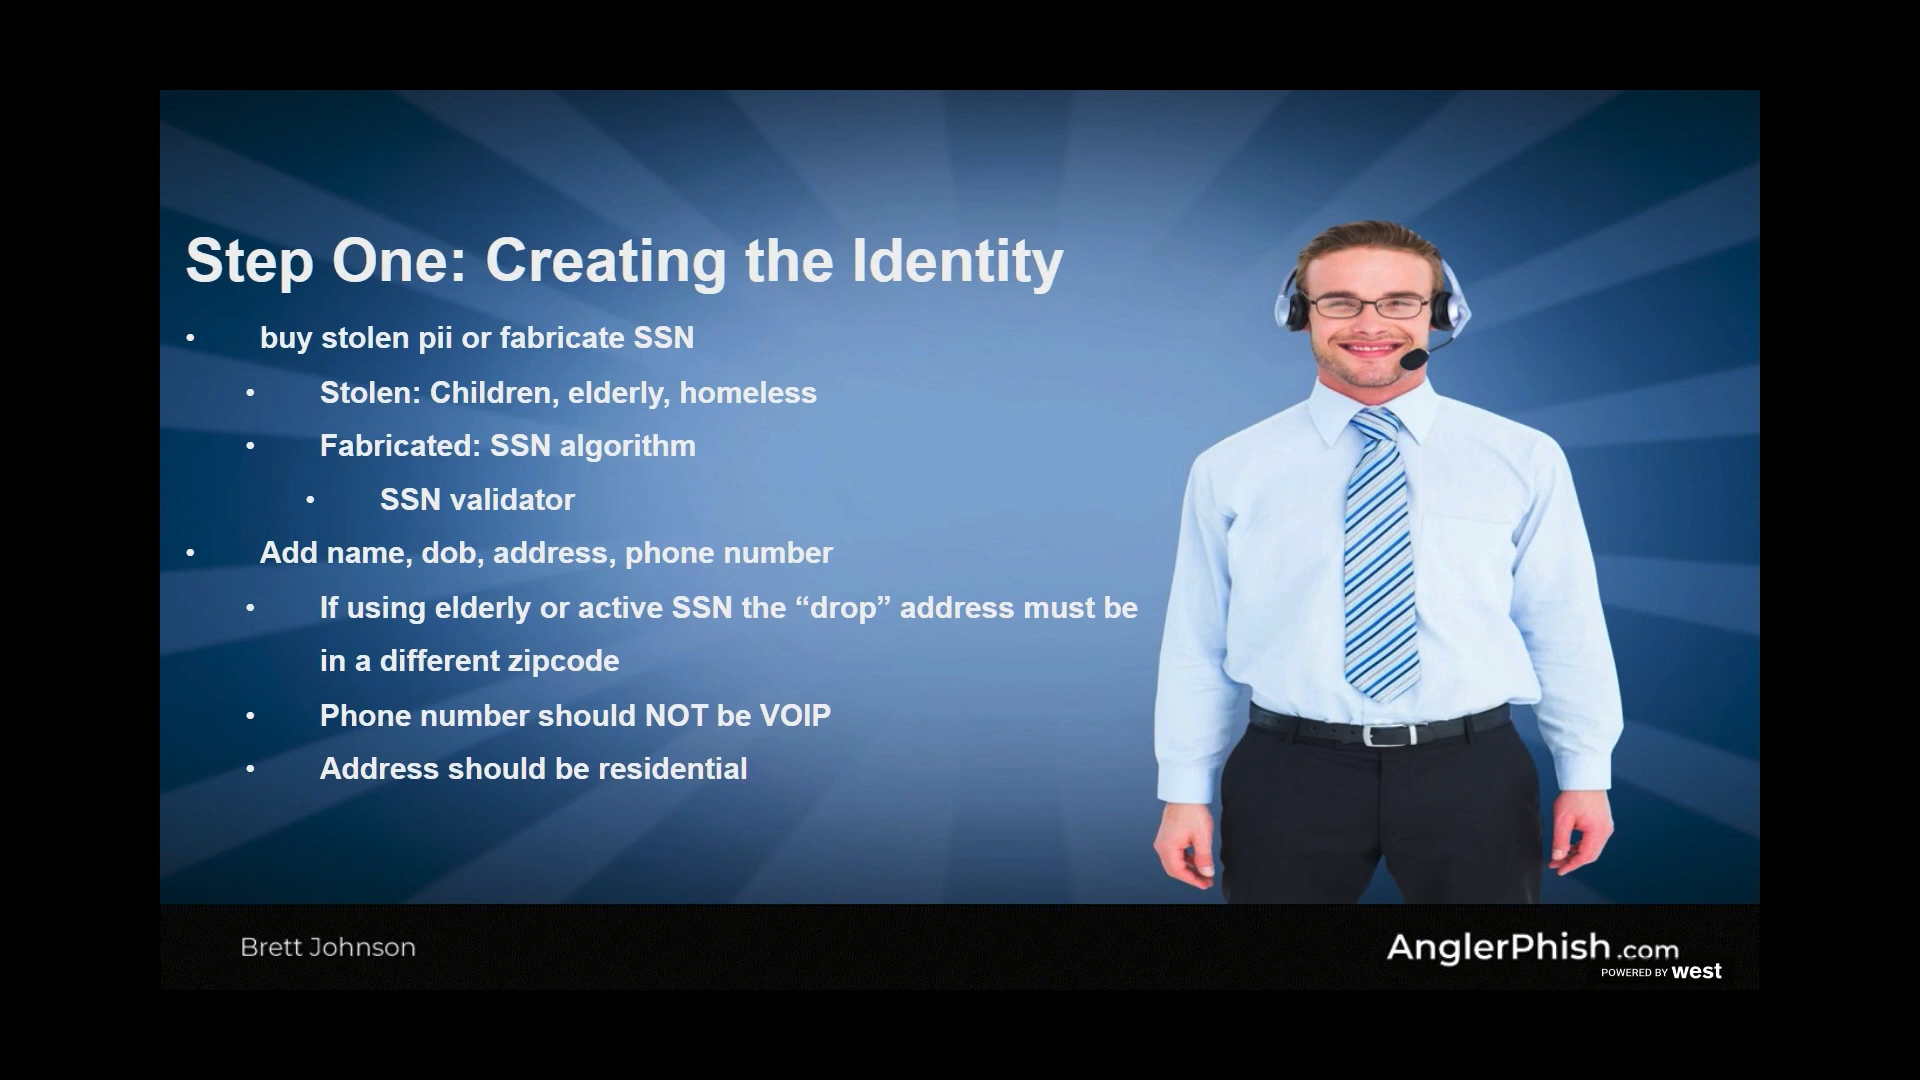 Step One: Creating the Identity
• buy stolen pii or fabricate SSN
• Stolen: Children, elderly, homeless
• Fabricated: SSN algorithm
• SSN validator
• Add name, dob, address, phone number
• If using elderly or active SSN the “drop” address must be
in a different zipcode
• Phone number should NOT be VOIP
• Address should be residential
Brett Johnson
AnglerPhish.com
POWERED BY west